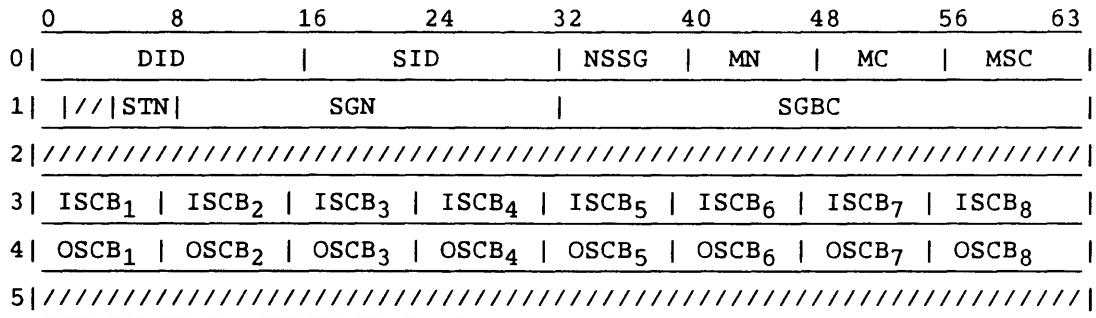 0 8 16 24 32 40 48 56 63
0| DID | SID | NSSG | MN | MC | MSC |
1| |//|STN| SGN | SGBC |
2|/////////////////////////////////////////////////////////////////|
3| ISCB₁ | ISCB₂ | ISCB₃ | ISCB₄ | ISCB₅ | ISCB₆ | ISCB₇ | ISCB₈ |
4| OSCB₁ | OSCB₂ | OSCB₃ | OSCB₄ | OSCB₅ | OSCB₆ | OSCB₇ | OSCB₈ |
5|/////////////////////////////////////////////////////////////////|